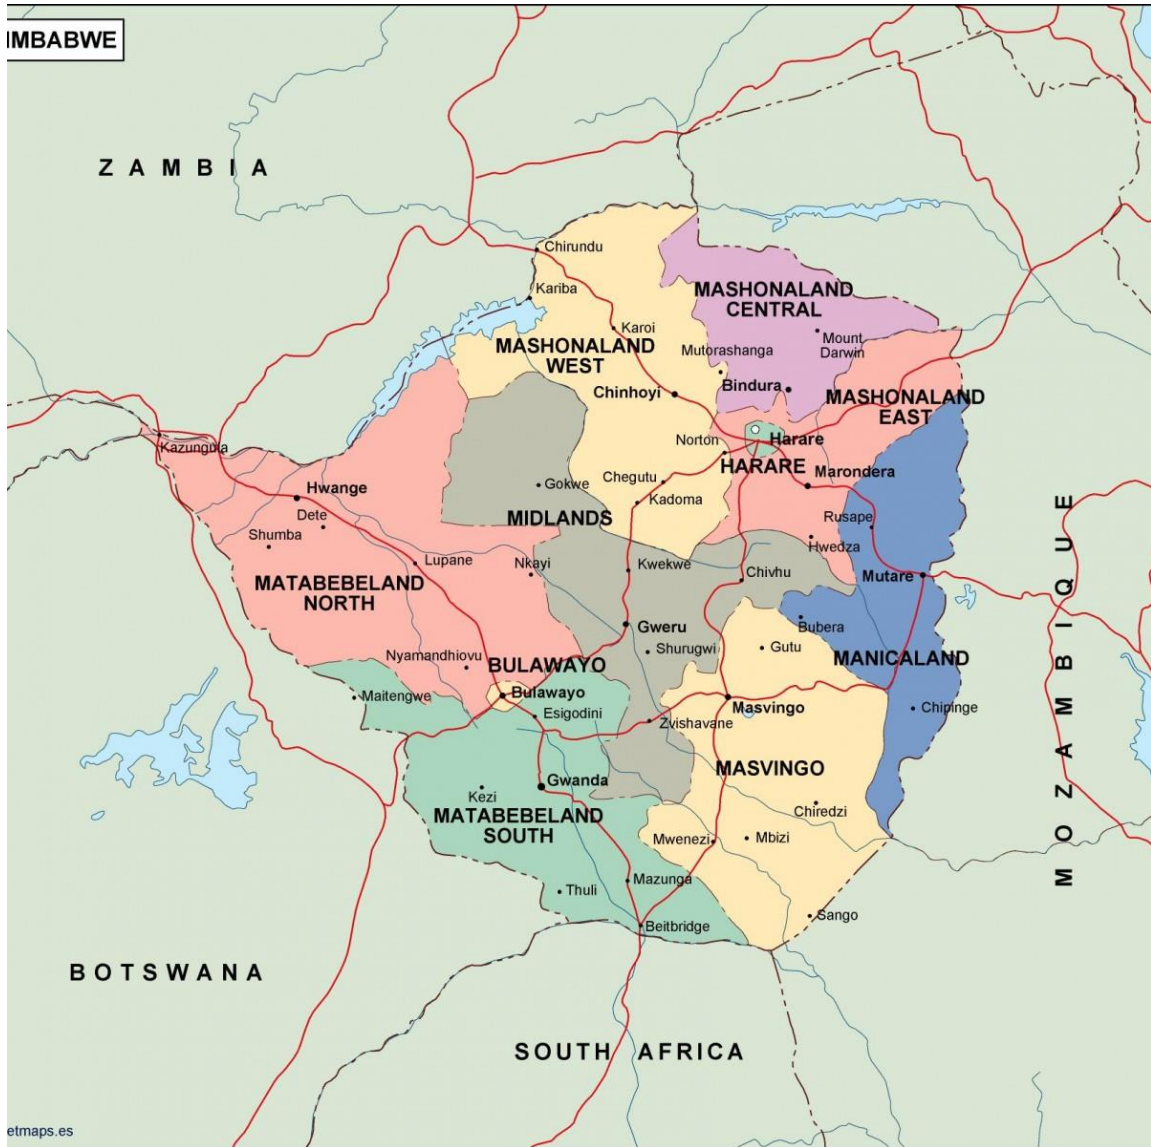 IMBABWE
ZAMBIA
Chirundu
Kariba
MASHONALAND
CENTRAL
Karoi
Mount
Darwin
MASHONALAND
WEST
Mutorashanga
Bindura
Chinhoyi
MASHONALAND
EAST
Kazungula
Norton
Harare
HARARE
Marondera
Hwange
Gokwe
Chegutu
Kadoma
Dete
MIDLANDS
Rusape
Shumba
Hwedza
Lupane
Nkayi
Kwekwe
Chivhu
Mutare
MATABEBELAND
NORTH
Gweru
Bubera
Nyamandhiovu
BULAWAYO
Shurugwi
Gutu
MANICALAND
Maitengwe
Bulawayo
Esigodini
Zvishavane
Masvingo
Chipinge
MOZAMBIQUE
Gwanda
MASVINGO
Kezi
Chiredzi
MATABEBELAND
SOUTH
Mwenezi
Mbizi
Thuli
Mazunga
Beitbridge
Sango
BOTSWANA
SOUTH AFRICA
etmaps.es